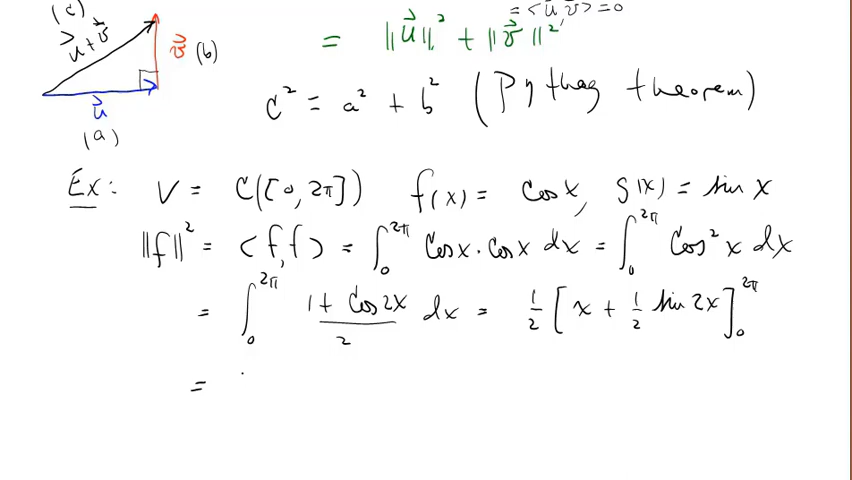 (c)
= <u⃗, v⃗> = 0
u⃗ + v⃗
v⃗ (b)
= ‖u⃗‖² + ‖v⃗‖²
u⃗
(a)
c² = a² + b² (Pythag theorem)
Ex: V = C([0, 2π]) f(x) = cos x, g(x) = sin x
‖f‖² = <f, f> = ∫₀^{2π} cos x · cos x dx = ∫₀^{2π} cos² x dx
= ∫₀^{2π} (1 + cos 2x)/2 dx = 1/2 [x + 1/2 sin 2x]₀^{2π}
=